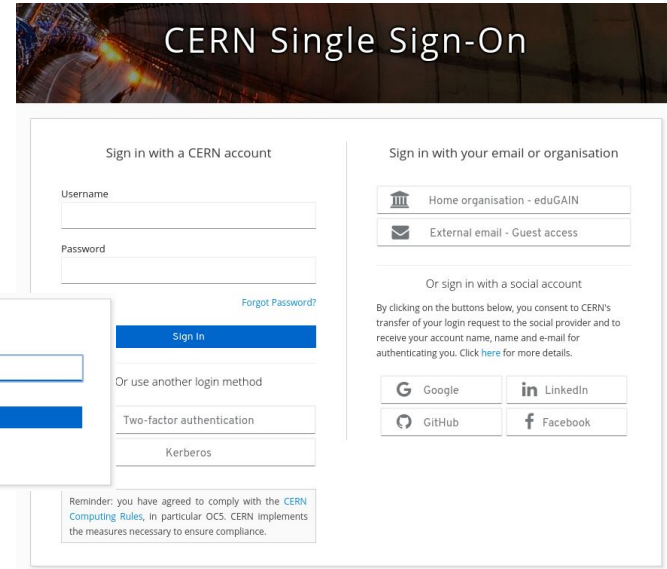 CERN Single Sign-On
Sign in with a CERN account
Username
Password
Forgot Password?
Sign In
Or use another login method
Two-factor authentication
Kerberos
Reminder: you have agreed to comply with the CERN
Computing Rules, in particular OC5. CERN implements
the measures necessary to ensure compliance.
Sign in with your email or organisation
Home organisation - eduGAIN
External email - Guest access
Or sign in with a social account
By clicking on the buttons below, you consent to CERN's
transfer of your login request to the social provider and to
receive your account name, name and e-mail for
authenticating you. Click here for more details.
Google
LinkedIn
GitHub
Facebook